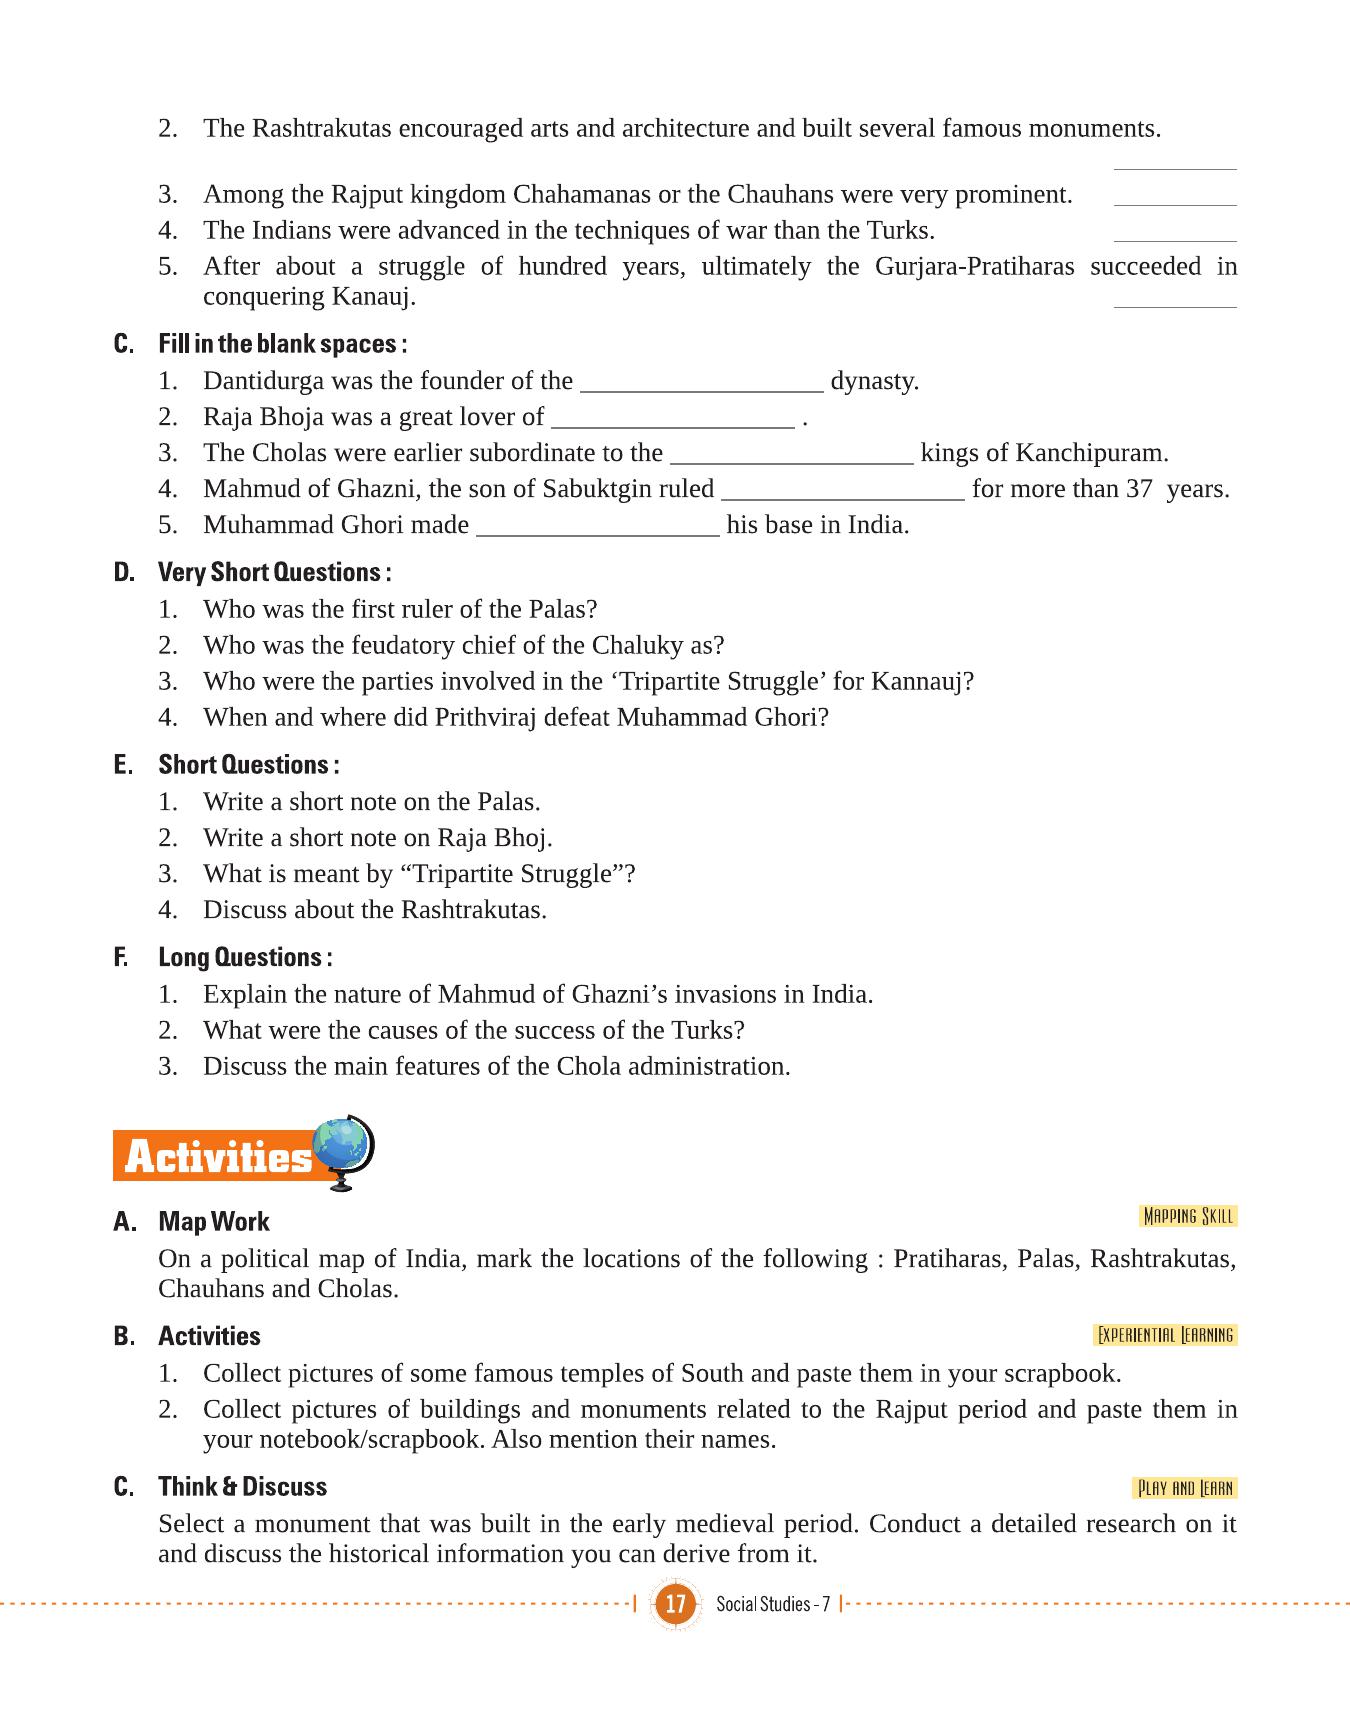 2. The Rashtrakutas encouraged arts and architecture and built several famous monuments.
____________
3. Among the Rajput kingdom Chahamanas or the Chauhans were very prominent. ____________
4. The Indians were advanced in the techniques of war than the Turks. ____________
5. After about a struggle of hundred years, ultimately the Gurjara-Pratiharas succeeded in
conquering Kanauj. ____________
C. Fill in the blank spaces :
1. Dantidurga was the founder of the __________________ dynasty.
2. Raja Bhoja was a great lover of __________________ .
3. The Cholas were earlier subordinate to the __________________ kings of Kanchipuram.
4. Mahmud of Ghazni, the son of Sabuktgin ruled __________________ for more than 37 years.
5. Muhammad Ghori made __________________ his base in India.
D. Very Short Questions :
1. Who was the first ruler of the Palas?
2. Who was the feudatory chief of the Chaluky as?
3. Who were the parties involved in the ‘Tripartite Struggle’ for Kannauj?
4. When and where did Prithviraj defeat Muhammad Ghori?
E. Short Questions :
1. Write a short note on the Palas.
2. Write a short note on Raja Bhoj.
3. What is meant by “Tripartite Struggle”?
4. Discuss about the Rashtrakutas.
F. Long Questions :
1. Explain the nature of Mahmud of Ghazni’s invasions in India.
2. What were the causes of the success of the Turks?
3. Discuss the main features of the Chola administration.
Activities
A. Map Work MAPPING SKILL
On a political map of India, mark the locations of the following : Pratiharas, Palas, Rashtrakutas,
Chauhans and Cholas.
B. Activities EXPERIENTIAL LEARNING
1. Collect pictures of some famous temples of South and paste them in your scrapbook.
2. Collect pictures of buildings and monuments related to the Rajput period and paste them in
your notebook/scrapbook. Also mention their names.
C. Think & Discuss PLAY AND LEARN
Select a monument that was built in the early medieval period. Conduct a detailed research on it
and discuss the historical information you can derive from it.
17 Social Studies - 7